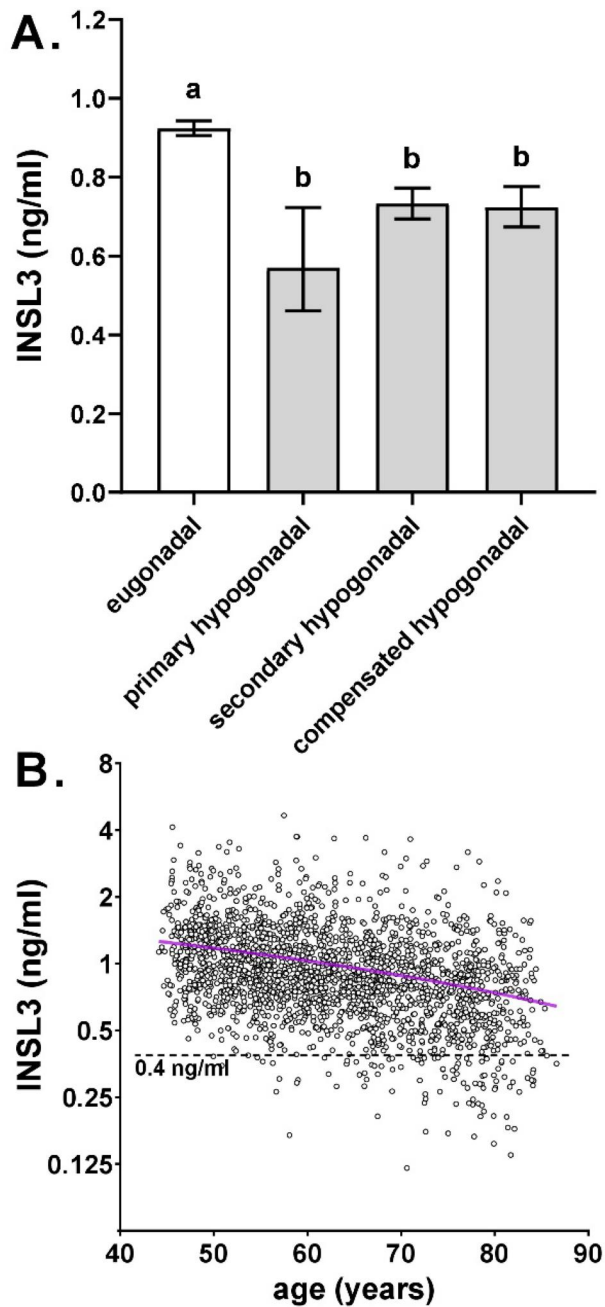 A.
1.2
1.0
0.8
0.6
0.4
0.2
0.0
INSL3 (ng/ml)
a
b
b
b
eugonadal
primary hypogonadal
secondary hypogonadal
compensated hypogonadal
B.
8
4
2
1
0.5
0.25
0.125
INSL3 (ng/ml)
0.4 ng/ml
40 50 60 70 80 90
age (years)